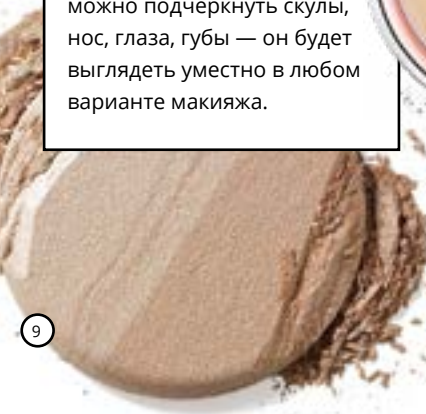 можно подчеркнуть скулы,
нос, глаза, губы — он будет
выглядеть уместно в любом
варианте макияжа.
9